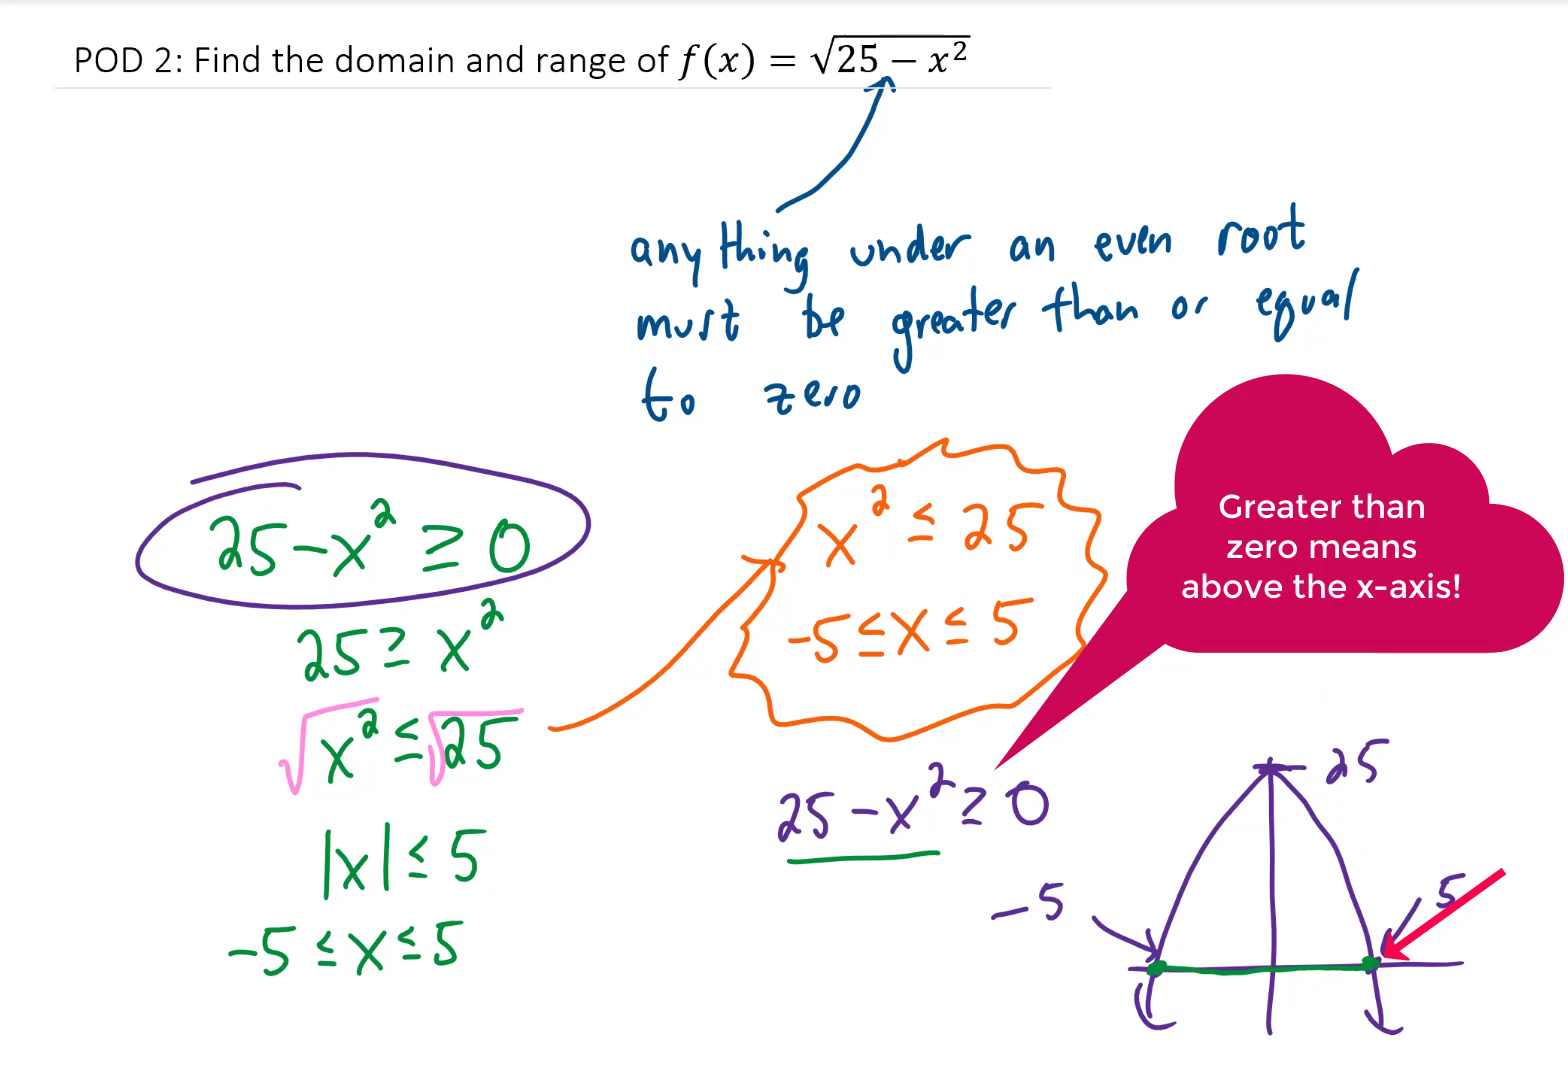 POD 2: Find the domain and range of f(x) = √25 − x²
anything under an even root
must be greater than or equal
to zero
25-x² ≥ 0
25 ≥ x²
√x² ≤ √25
|x| ≤ 5
-5 ≤ x ≤ 5
x² ≤ 25
-5 ≤ x ≤ 5
Greater than
zero means
above the x-axis!
25-x² ≥ 0
25
-5
5